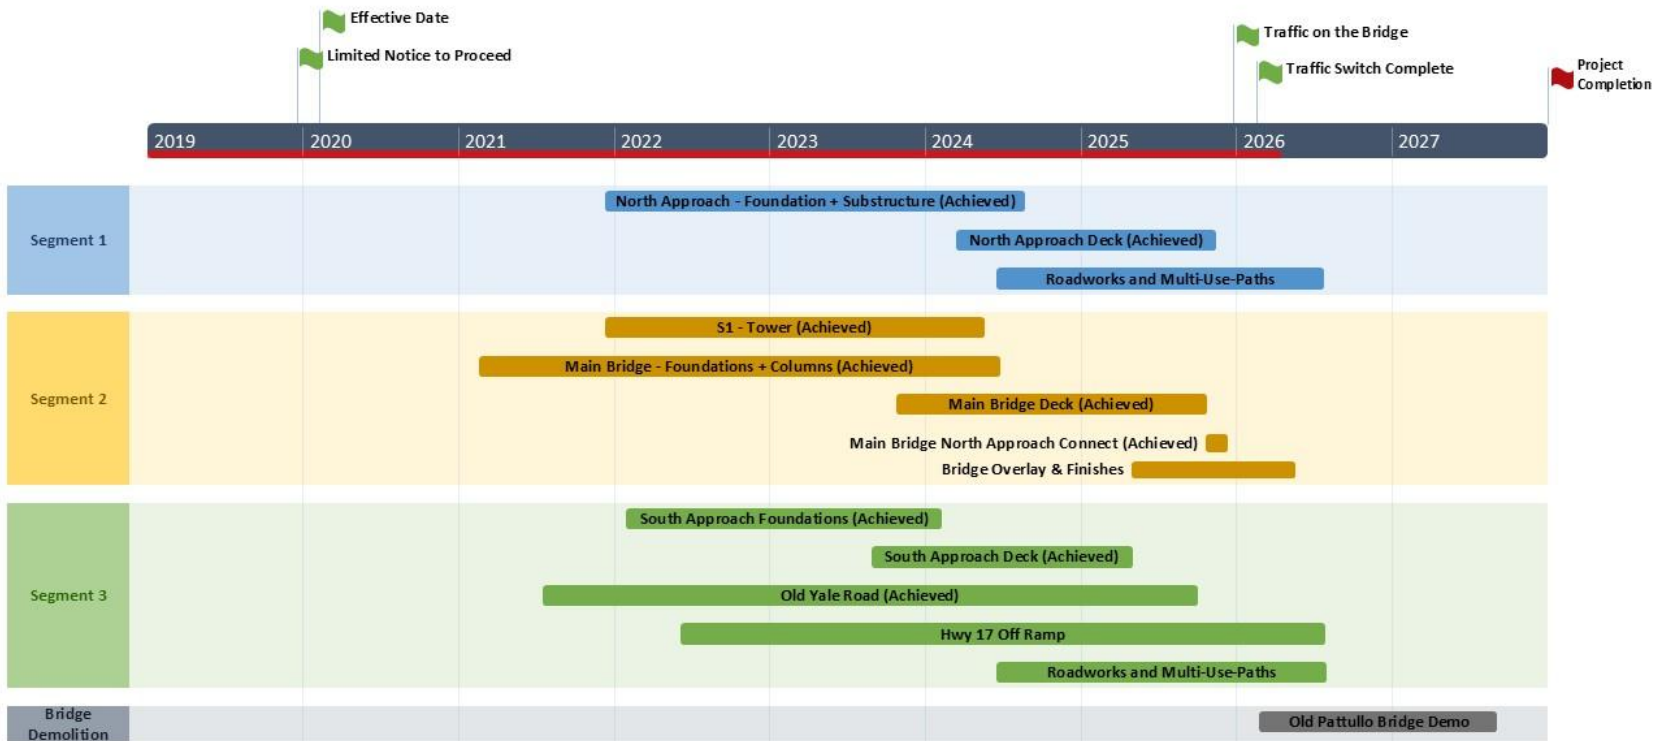 Effective Date
Limited Notice to Proceed
Traffic on the Bridge
Traffic Switch Complete
Project
Completion
2019 2020 2021 2022 2023 2024 2025 2026 2027
Segment 1
North Approach - Foundation + Substructure (Achieved)
North Approach Deck (Achieved)
Roadworks and Multi-Use-Paths
Segment 2
S1 - Tower (Achieved)
Main Bridge - Foundations + Columns (Achieved)
Main Bridge Deck (Achieved)
Main Bridge North Approach Connect (Achieved)
Bridge Overlay & Finishes
Segment 3
South Approach Foundations (Achieved)
South Approach Deck (Achieved)
Old Yale Road (Achieved)
Hwy 17 Off Ramp
Roadworks and Multi-Use-Paths
Bridge
Demolition
Old Pattullo Bridge Demo